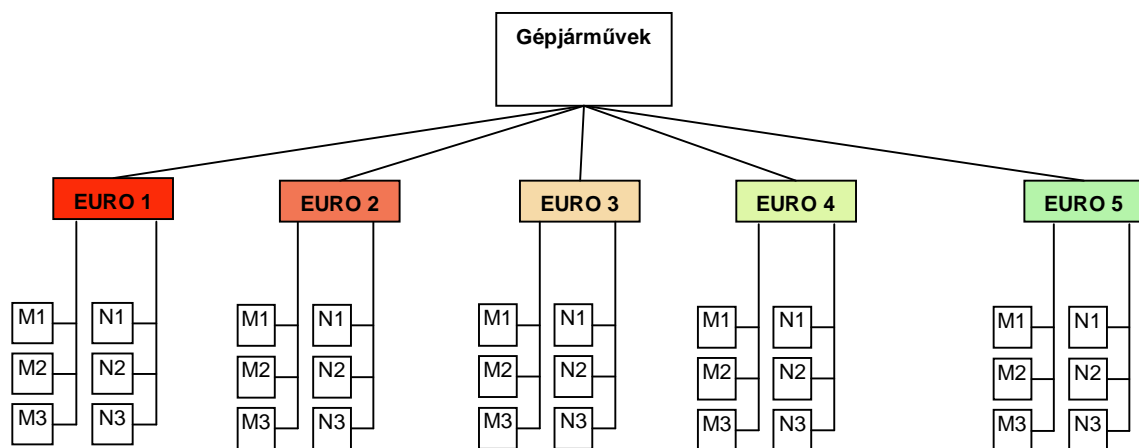 Gépjárművek
EURO 1
EURO 2
EURO 3
EURO 4
EURO 5
M1
N1
M2
N2
M3
N3
M1
N1
M2
N2
M3
N3
M1
N1
M2
N2
M3
N3
M1
N1
M2
N2
M3
N3
M1
N1
M2
N2
M3
N3